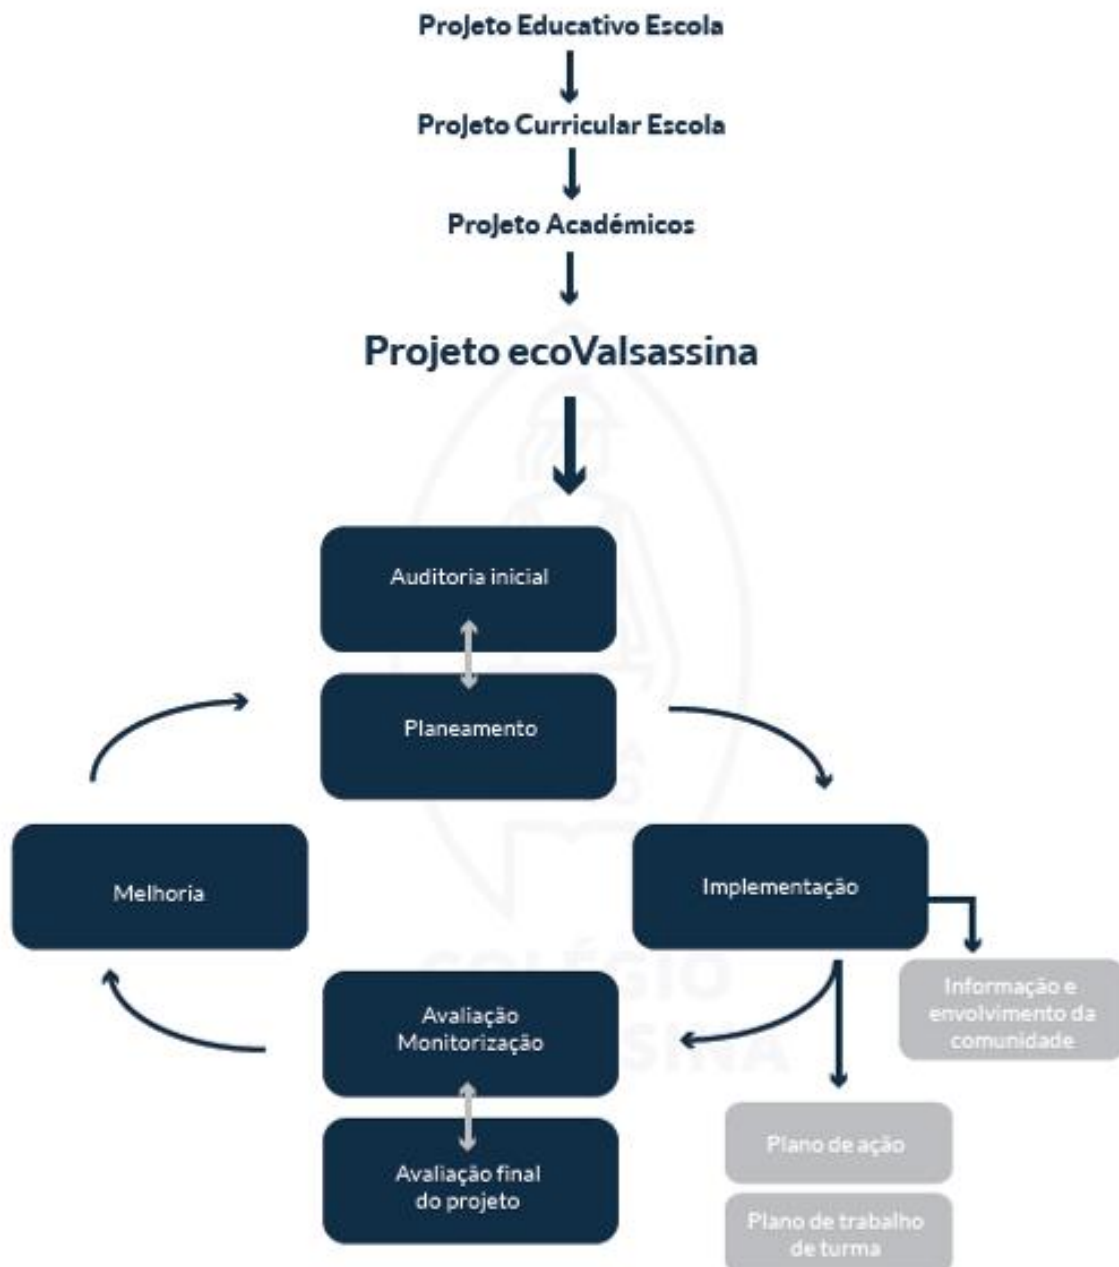 Projeto Educativo Escola
Projeto Curricular Escola
Projeto Académicos
Projeto ecoValsassina
Auditoria inicial
Planeamento
Melhoria
Implementação
Informação e
envolvimento da
comunidade
Avaliação
Monitorização
Avaliação final
do projeto
Plano de ação
Plano de trabalho
de turma